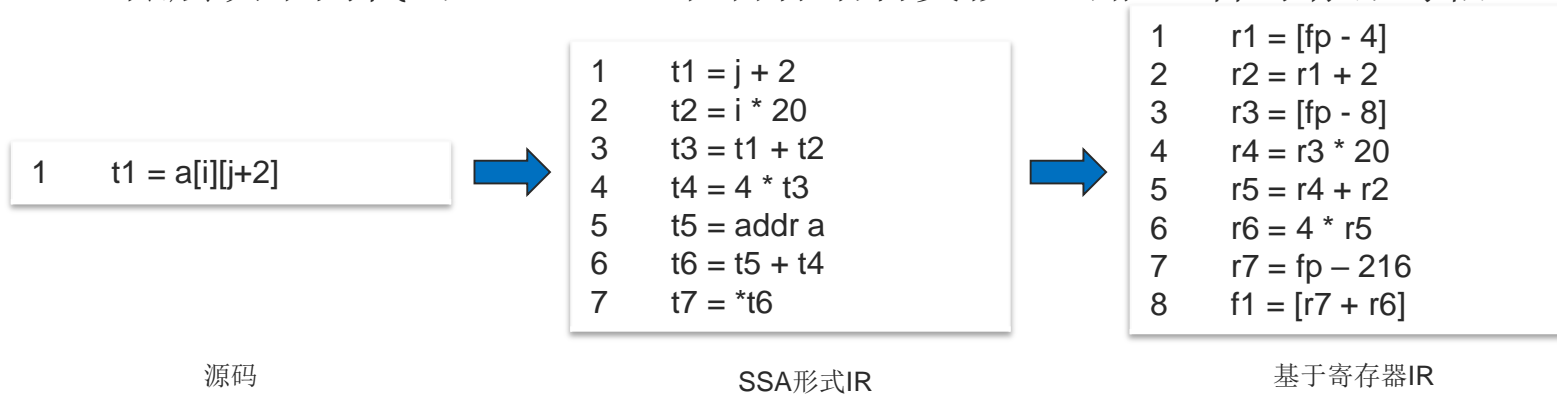 1 t1 = a[i][j+2]
源码
1 t1 = j + 2
2 t2 = i * 20
3 t3 = t1 + t2
4 t4 = 4 * t3
5 t5 = addr a
6 t6 = t5 + t4
7 t7 = *t6
SSA形式IR
1 r1 = [fp - 4]
2 r2 = r1 + 2
3 r3 = [fp - 8]
4 r4 = r3 * 20
5 r5 = r4 + r2
6 r6 = 4 * r5
7 r7 = fp – 216
8 f1 = [r7 + r6]
基于寄存器IR